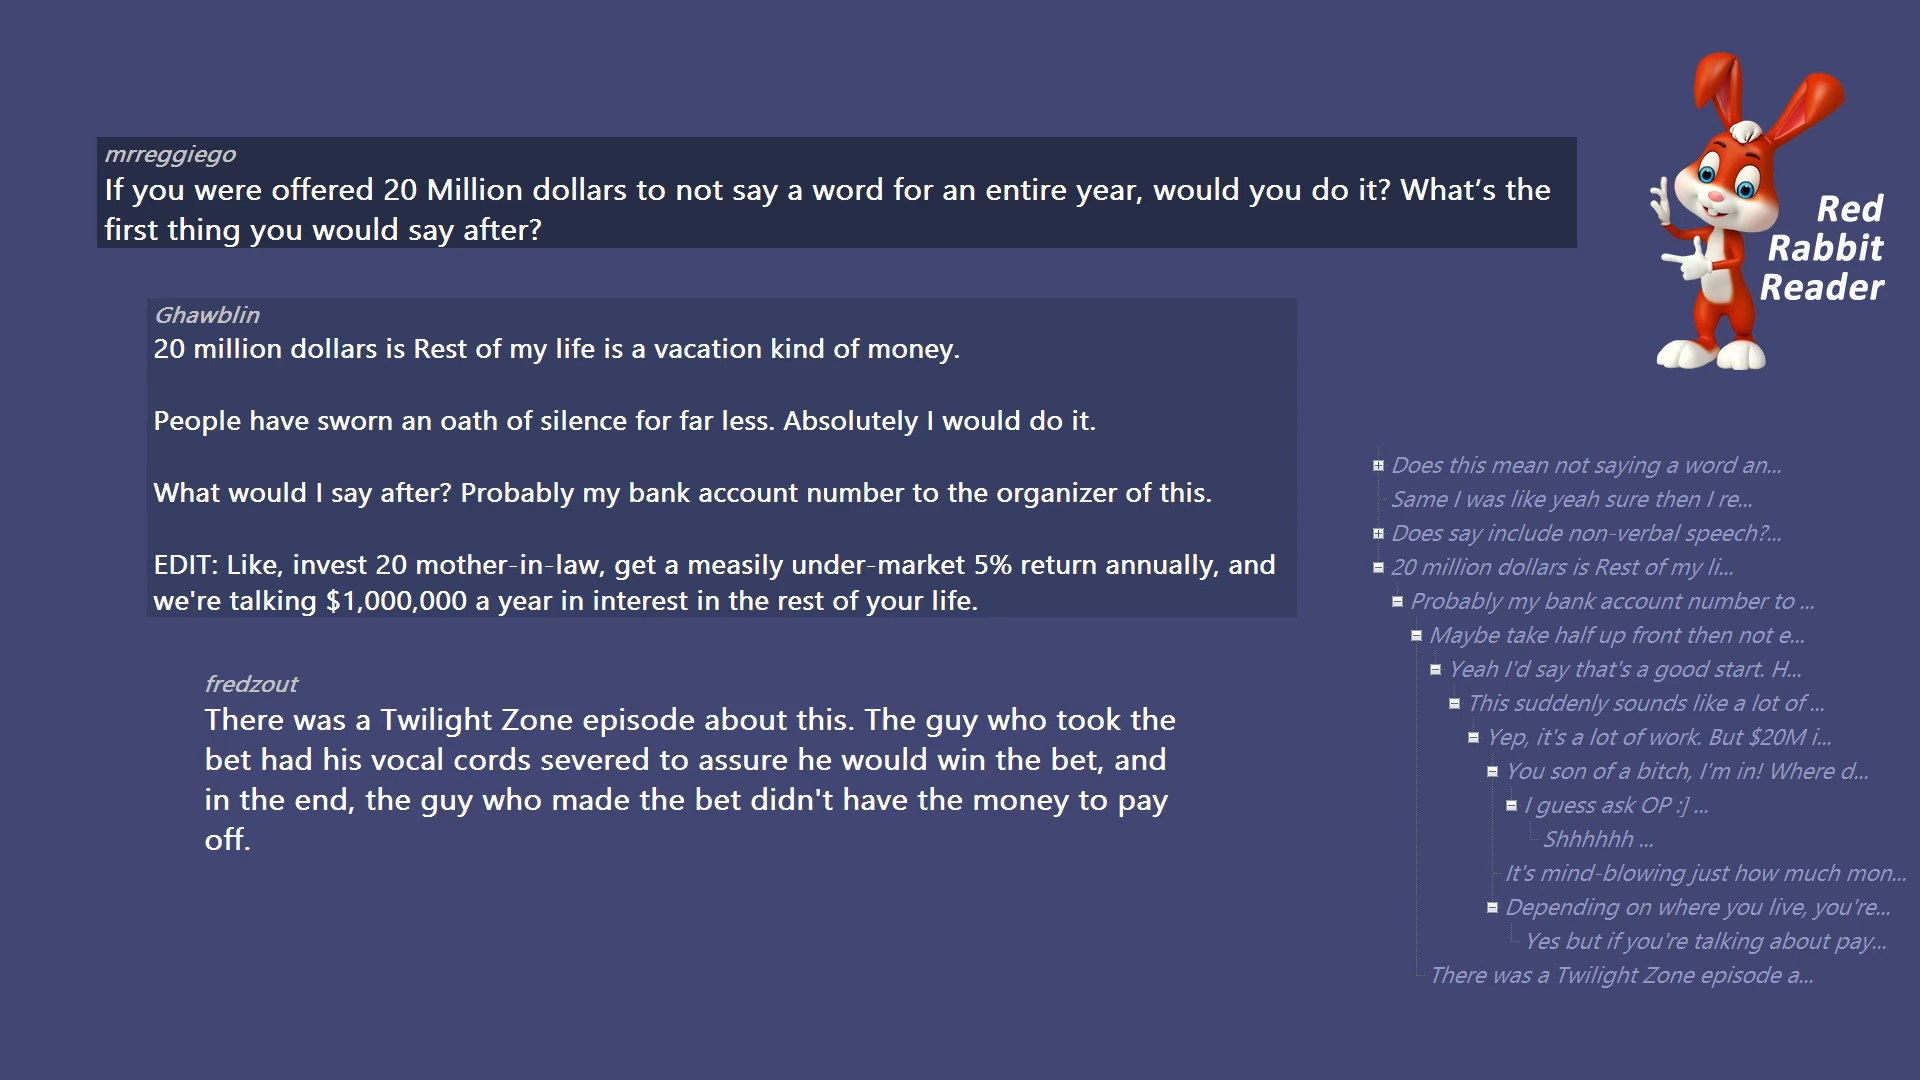 mrreggiego
If you were offered 20 Million dollars to not say a word for an entire year, would you do it? What’s the
first thing you would say after?
Ghawblin
20 million dollars is Rest of my life is a vacation kind of money.
People have sworn an oath of silence for far less. Absolutely I would do it.
What would I say after? Probably my bank account number to the organizer of this.
EDIT: Like, invest 20 mother-in-law, get a measily under-market 5% return annually, and
we're talking $1,000,000 a year in interest in the rest of your life.
fredzout
There was a Twilight Zone episode about this. The guy who took the
bet had his vocal cords severed to assure he would win the bet, and
in the end, the guy who made the bet didn't have the money to pay
off.
Red
Rabbit
Reader
Does this mean not saying a word an...
Same I was like yeah sure then I re...
Does say include non-verbal speech?...
20 million dollars is Rest of my li...
Probably my bank account number to ...
Maybe take half up front then not e...
Yeah I'd say that's a good start. H...
This suddenly sounds like a lot of ...
Yep, it's a lot of work. But $20M i...
You son of a bitch, I'm in! Where d...
I guess ask OP :] ...
Shhhhhh ...
It's mind-blowing just how much mon...
Depending on where you live, you're...
Yes but if you're talking about pay...
There was a Twilight Zone episode a...